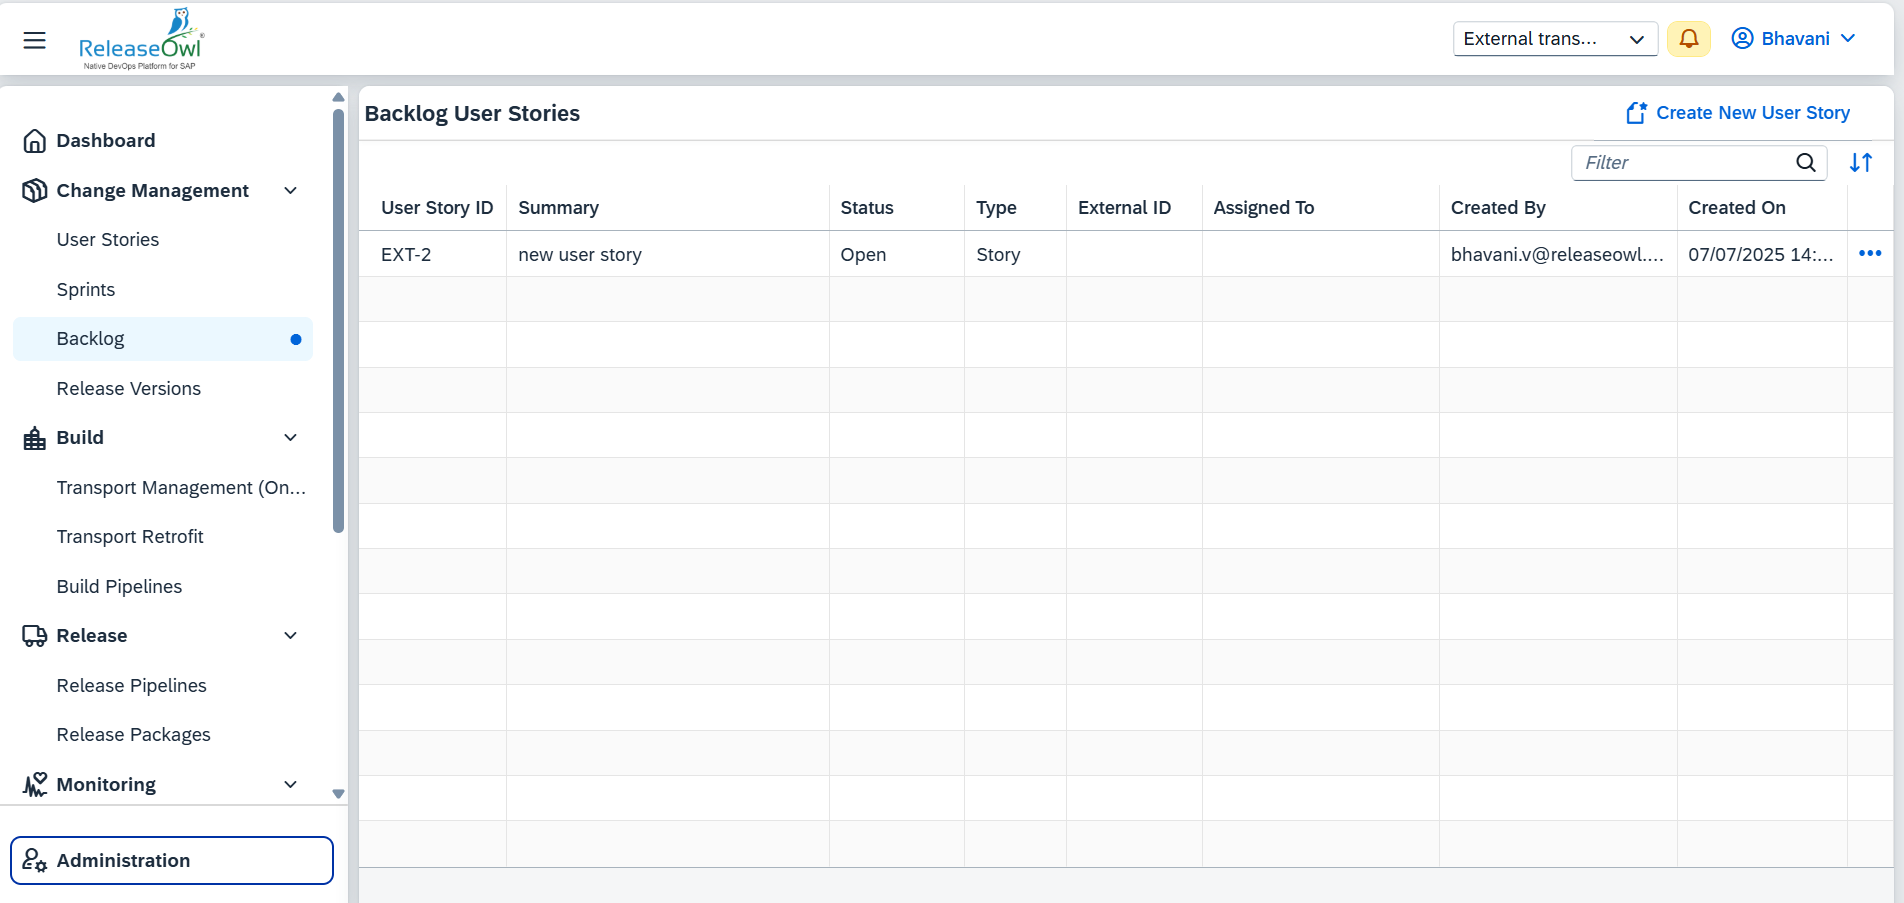 ReleaseOwl®
Native DevOps Platform for SAP
External trans...
Bhavani
Dashboard
Change Management
User Stories
Sprints
Backlog
Release Versions
Build
Transport Management (On...
Transport Retrofit
Build Pipelines
Release
Release Pipelines
Release Packages
Monitoring
Administration
Backlog User Stories
Create New User Story
Filter
User Story ID Summary Status Type External ID Assigned To Created By Created On
EXT-2 new user story Open Story bhavani.v@releaseowl.... 07/07/2025 14:...